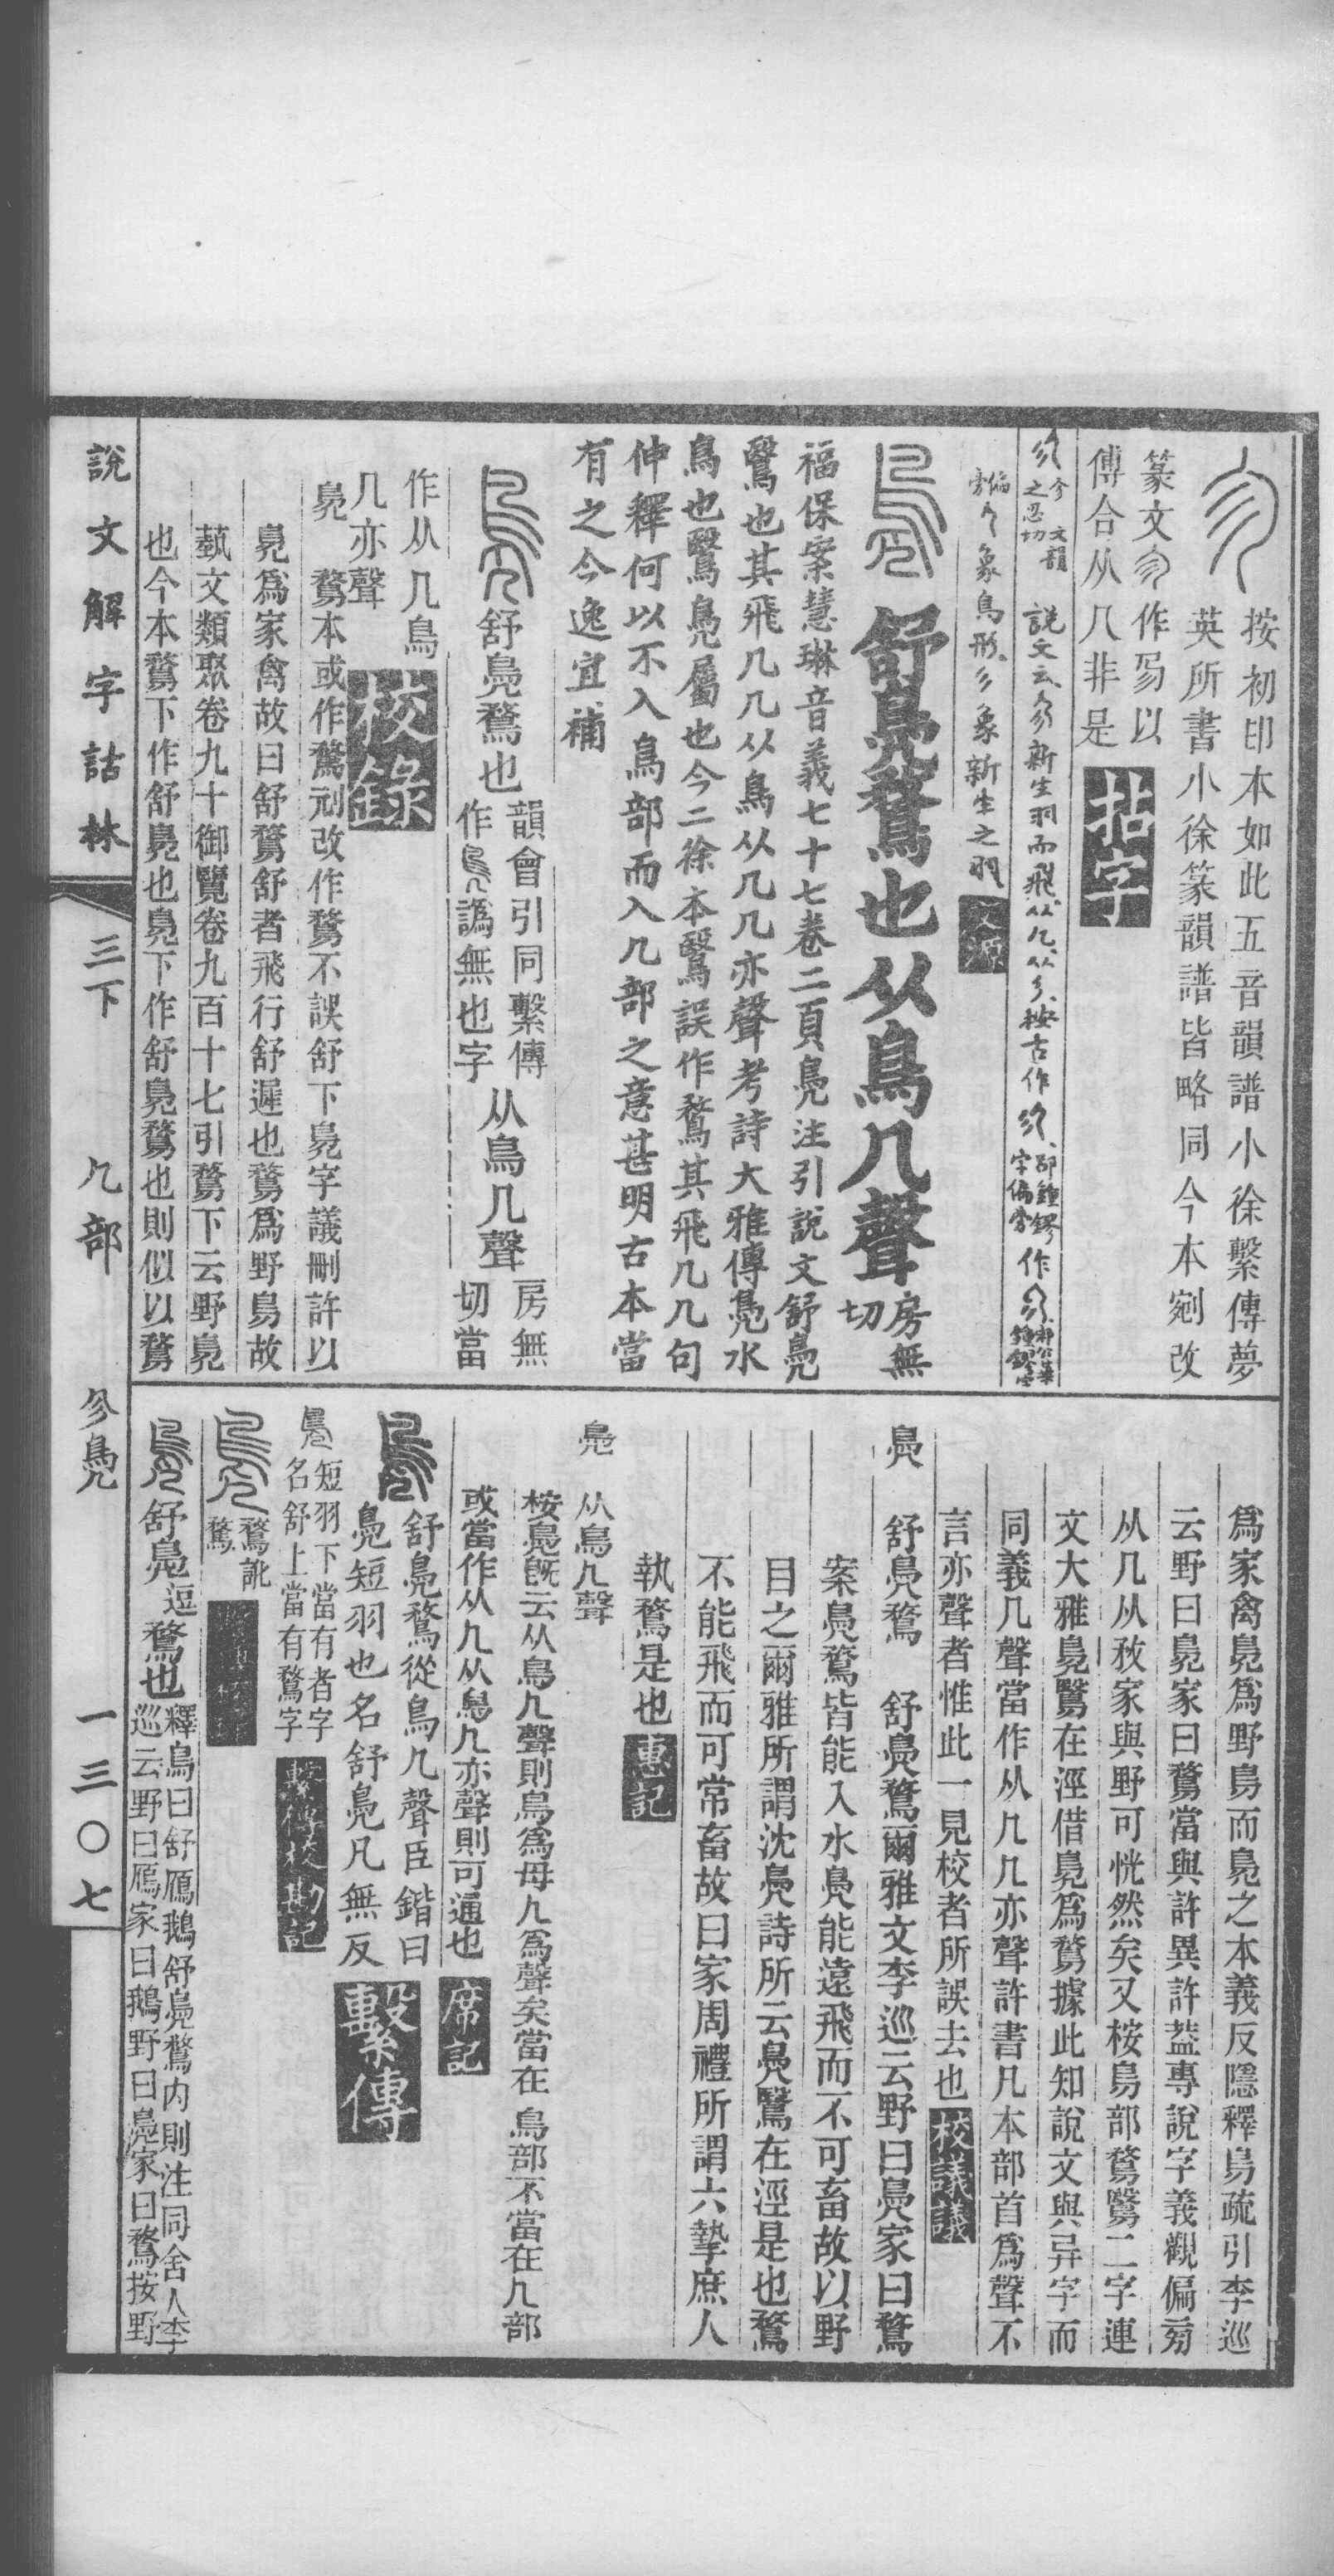 按初印本如此五音韻譜小徐繫傳夢
英所書小徐篆韻譜皆略同今本剜改
篆文作㐱以
傅合从几非是 拈字
㐱 之忍切 文韻 說文云㐱新生羽而飛从几从彡按古作 作
偏旁 象鳥形彡象新生之羽 文源
舒鳧鶩也从鳥几聲 房無切
福保案慧琳音義七十七卷二頁鳧注引說文舒鳧
鷖也其飛几几从鳥从几几亦聲考詩大雅傳鳧水
鳥也鷖鳧屬也今二徐本鷖誤作鶩其飛几几句
伸釋何以不入鳥部而入几部之意甚明古本當
有之今逸宜補
舒鳧鶩也 韻會引同繫傳作 譌無也字 从鳥几聲 房無切當
作从几鳥
几亦聲 校錄
鳧 鶩本或作鶩剜改作鶩不誤舒下鳧字議刪許以
鳧爲家禽故曰舒鶩舒者飛行舒遲也鶩爲野鳥故
蓺文類聚卷九十御覽卷九百十七引鶩下云野鳧
也今本鶩下作舒鳧也鳧下作舒鳧鶩也則似以鶩
爲家禽鳧爲野鳥而鳧之本義反隱釋鳥疏引李巡
云野曰鳧家曰鶩當與許異許葢專說字義觀偏旁
从几从敄家與野可恍然矣又桉鳥部鶩鷖二字連
文大雅鳧鷖在涇借鳧爲鶩據此知說文與异字而
同義几聲當作从几几亦聲許書凡本部首爲聲不
言亦聲者惟此一見校者所誤去也 校議議
鳧 舒鳧鶩 舒鳧鶩爾雅文李巡云野曰鳧家曰鶩
案鳧鶩皆能入水鳧能遠飛而不可畜故以野
目之爾雅所謂沈鳧詩所云鳧鷖在涇是也鶩
不能飛而可常畜故曰家周禮所謂六摯庶人
執鶩是也 惠記
鳧 从鳥几聲
桉鳧旣云从鳥几聲則鳥爲母几爲聲矣當在鳥部不當在几部
或當作从几从鳥几亦聲則可通也 席記
舒鳧鶩從鳥几聲臣鍇曰
鳧短羽也名舒鳧凡無反 繫傳
鳧 短羽下當有者字
名舒上當有鶩字 繫傳校勘記
鶩訛鶩
舒鳧 逗 鶩也 釋鳥曰舒鴈鵝舒鳧鶩內則注同舍人李
巡云野曰鴈家曰鵝野曰鳧家曰鶩按野
說文解字詁林 三下 几部 㐱鳧 一三〇七